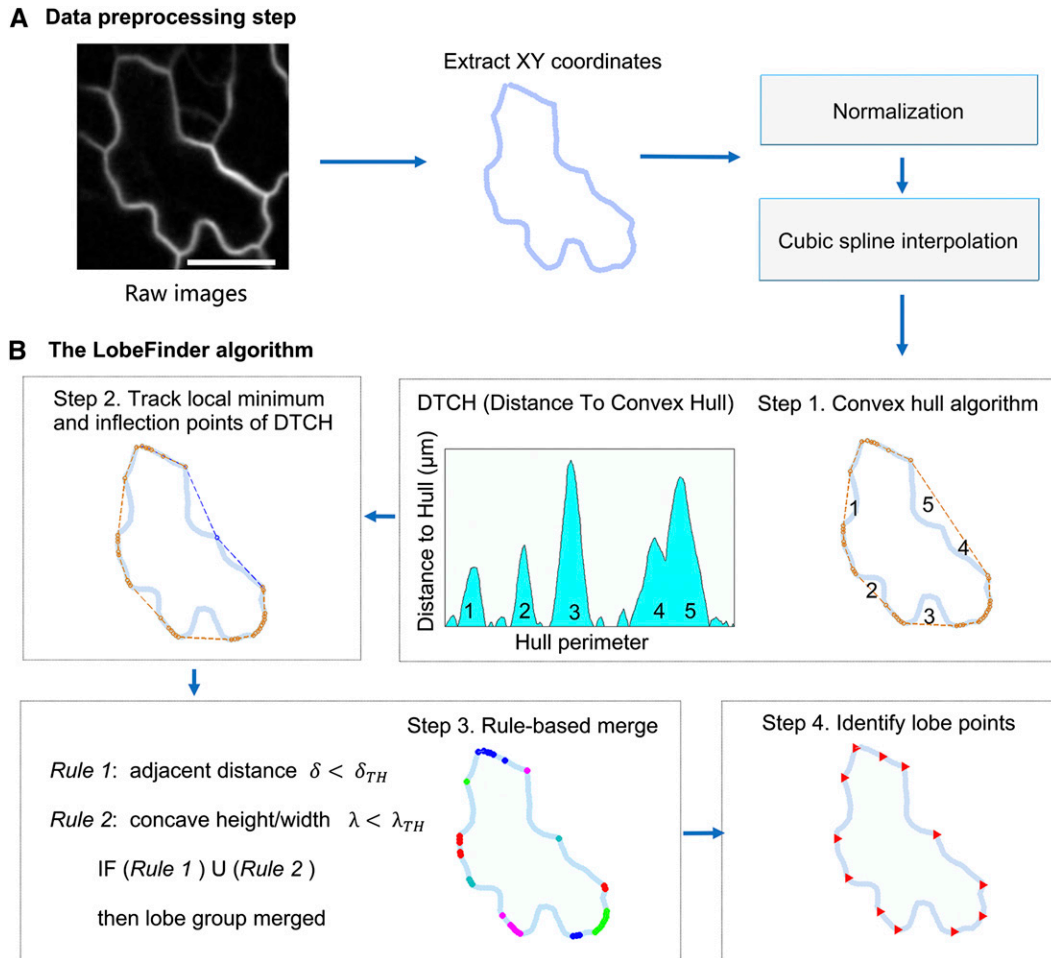 A Data preprocessing step
Raw images
Extract XY coordinates
Normalization
Cubic spline interpolation
B The LobeFinder algorithm
Step 1. Convex hull algorithm
1
2
3
4
5
DTCH (Distance To Convex Hull)
Distance to Hull (μm)
1 2 3 4 5
Hull perimeter
Step 2. Track local minimum
and inflection points of DTCH
Step 3. Rule-based merge
Rule 1: adjacent distance δ < δTH
Rule 2: concave height/width λ < λTH
IF (Rule 1 ) U (Rule 2 )
then lobe group merged
Step 4. Identify lobe points